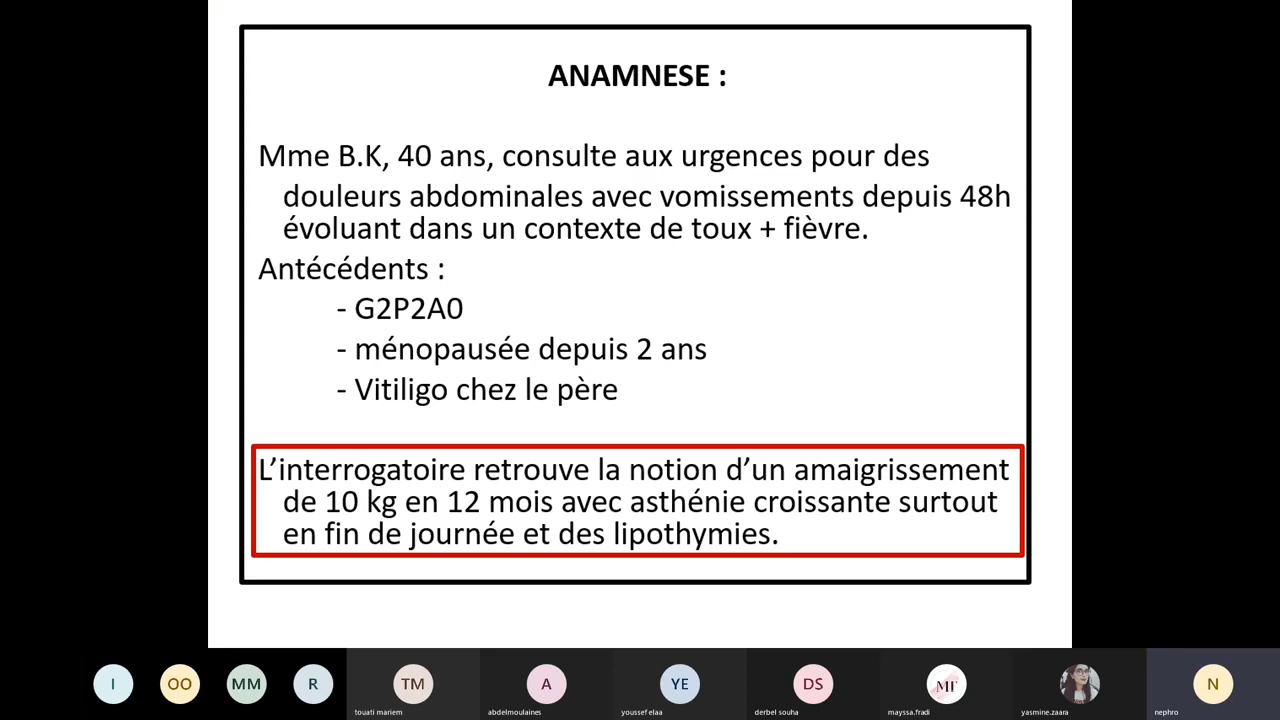 ANAMNESE :
Mme B.K, 40 ans, consulte aux urgences pour des
douleurs abdominales avec vomissements depuis 48h
évoluant dans un contexte de toux + fièvre.
Antécédents :
- G2P2A0
- ménopausée depuis 2 ans
- Vitiligo chez le père
L’interrogatoire retrouve la notion d’un amaigrissement
de 10 kg en 12 mois avec asthénie croissante surtout
en fin de journée et des lipothymies.
I OO MM R TM A YE DS MF N
touati mariem abdelmoulaines youssef elaa derbel souha mayssa.fradi yasmine.zaara nephro